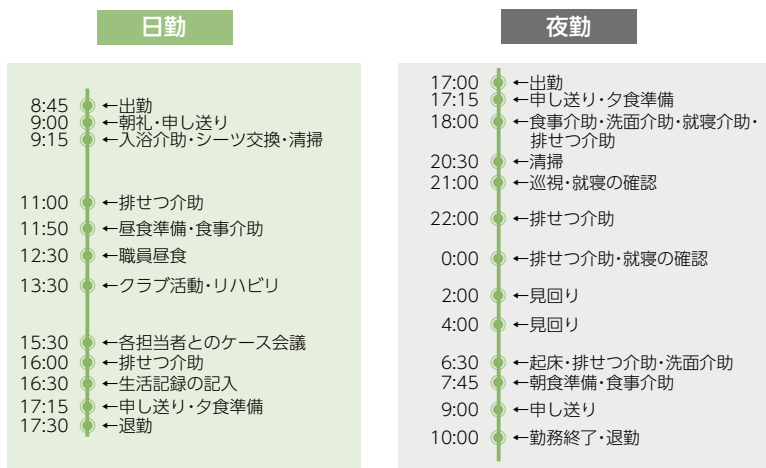 日勤
8:45 ←出勤
9:00 ←朝礼・申し送り
9:15 ←入浴介助・シーツ交換・清掃
11:00 ←排せつ介助
11:50 ←昼食準備・食事介助
12:30 ←職員昼食
13:30 ←クラブ活動・リハビリ
15:30 ←各担当者とのケース会議
16:00 ←排せつ介助
16:30 ←生活記録の記入
17:15 ←申し送り・夕食準備
17:30 ←退勤
夜勤
17:00 ←出勤
17:15 ←申し送り・夕食準備
18:00 ←食事介助・洗面介助・就寝介助・
排せつ介助
20:30 ←清掃
21:00 ←巡視・就寝の確認
22:00 ←排せつ介助
0:00 ←排せつ介助・就寝の確認
2:00 ←見回り
4:00 ←見回り
6:30 ←起床・排せつ介助・洗面介助
7:45 ←朝食準備・食事介助
9:00 ←申し送り
10:00 ←勤務終了・退勤